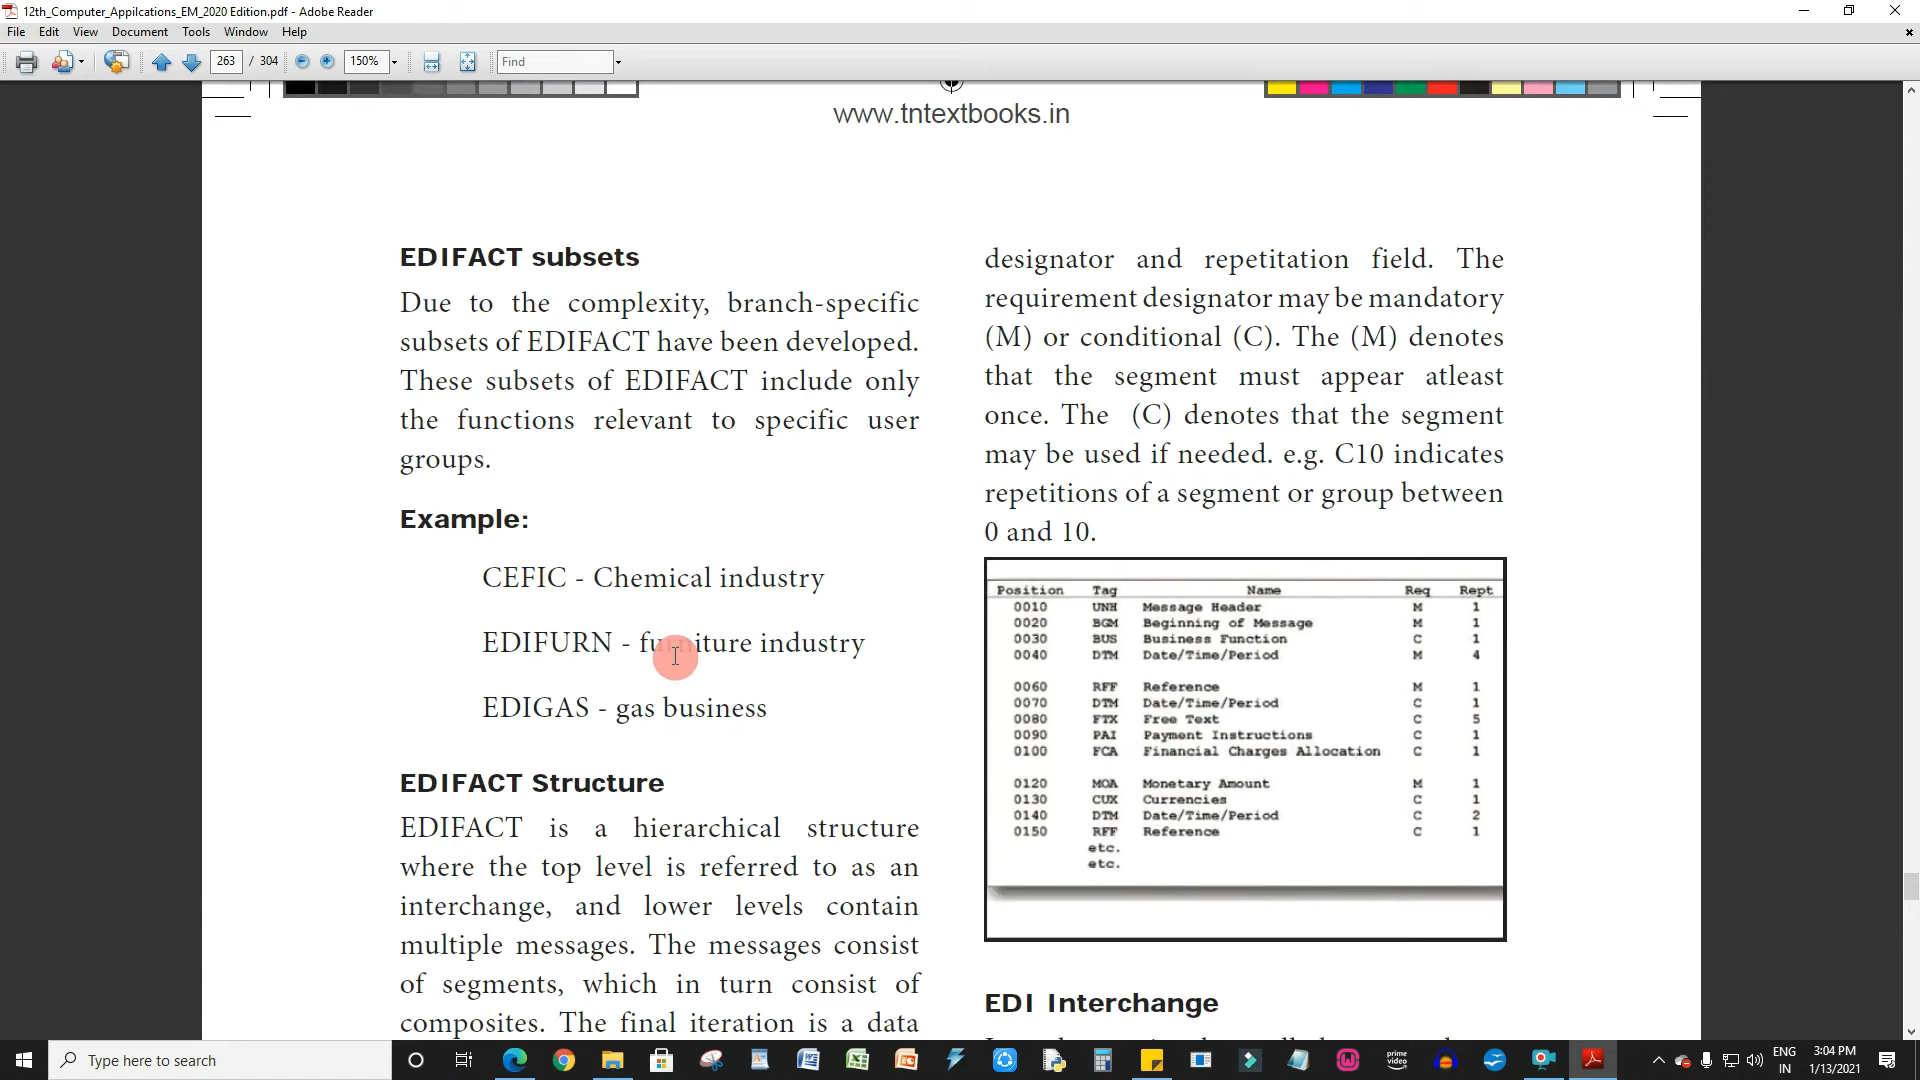 12th_Computer_Appilcations_EM_2020 Edition.pdf - Adobe Reader
File Edit View Document Tools Window Help
263 / 304 150% Find
www.tntextbooks.in
EDIFACT subsets
Due to the complexity, branch-specific
subsets of EDIFACT have been developed.
These subsets of EDIFACT include only
the functions relevant to specific user
groups.
Example:
CEFIC - Chemical industry
EDIFURN - furniture industry
EDIGAS - gas business
EDIFACT Structure
EDIFACT is a hierarchical structure
where the top level is referred to as an
interchange, and lower levels contain
multiple messages. The messages consist
of segments, which in turn consist of
composites. The final iteration is a data
designator and repetitation field. The
requirement designator may be mandatory
(M) or conditional (C). The (M) denotes
that the segment must appear atleast
once. The (C) denotes that the segment
may be used if needed. e.g. C10 indicates
repetitions of a segment or group between
0 and 10.
Position Tag Name Req Rept
0010 UNH Message Header M 1
0020 BGM Beginning of Message M 1
0030 BUS Business Function C 1
0040 DTM Date/Time/Period M 4
0060 RFF Reference M 1
0070 DTM Date/Time/Period C 1
0080 FTX Free Text C 5
0090 PAI Payment Instructions C 1
0100 FCA Financial Charges Allocation C 1
0120 MOA Monetary Amount M 1
0130 CUX Currencies C 1
0140 DTM Date/Time/Period C 2
0150 RFF Reference C 1
etc.
etc.
EDI Interchange
Type here to search
prime video
ENG
IN
3:04 PM
1/13/2021